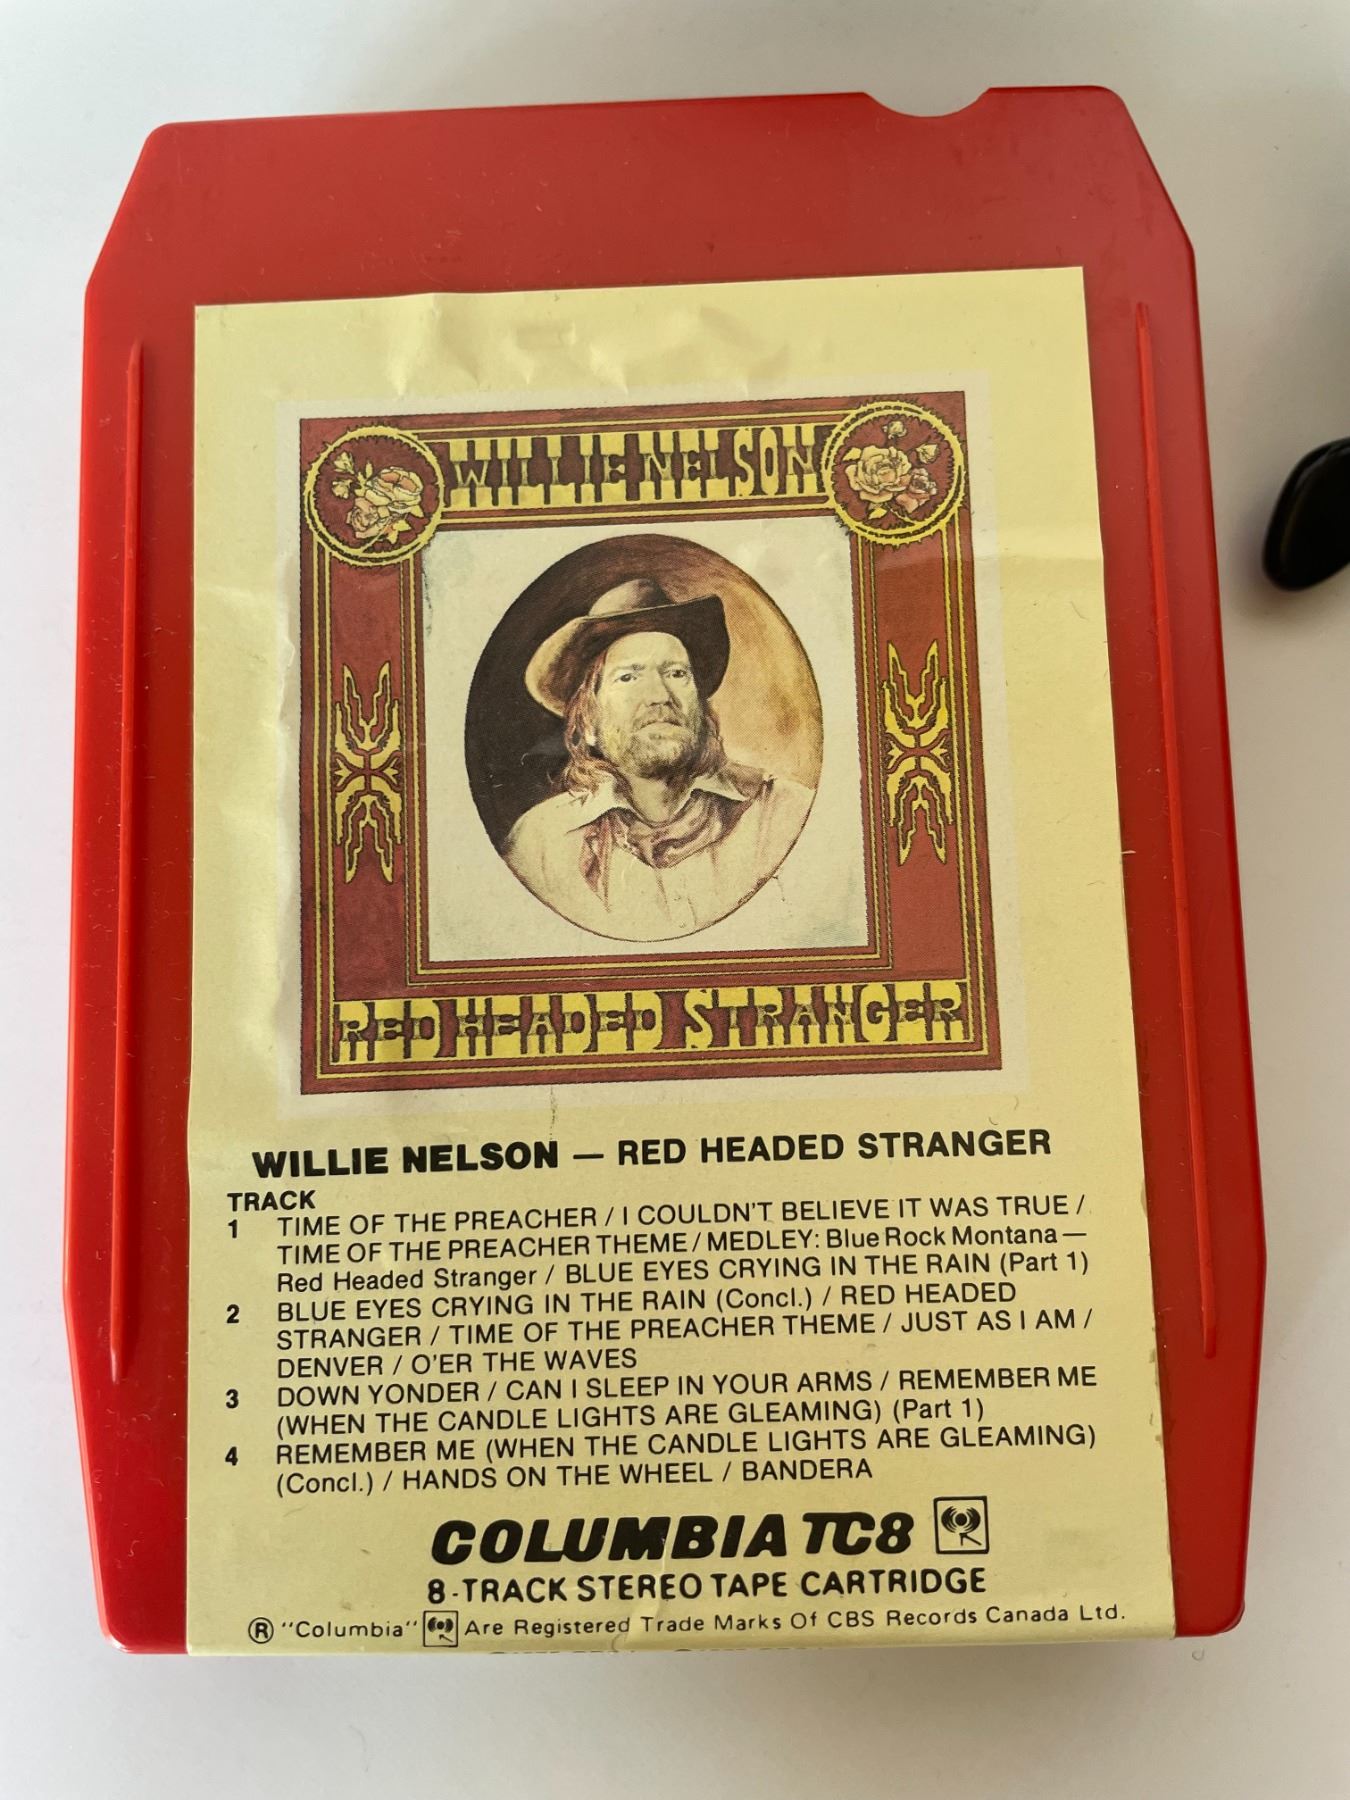 WILLIE NELSON
RED HEADED STRANGER
WILLIE NELSON — RED HEADED STRANGER
TRACK
1 TIME OF THE PREACHER / I COULDN'T BELIEVE IT WAS TRUE /
TIME OF THE PREACHER THEME / MEDLEY: Blue Rock Montana —
Red Headed Stranger / BLUE EYES CRYING IN THE RAIN (Part 1)
2 BLUE EYES CRYING IN THE RAIN (Concl.) / RED HEADED
STRANGER / TIME OF THE PREACHER THEME / JUST AS I AM /
DENVER / O'ER THE WAVES
3 DOWN YONDER / CAN I SLEEP IN YOUR ARMS / REMEMBER ME
(WHEN THE CANDLE LIGHTS ARE GLEAMING) (Part 1)
4 REMEMBER ME (WHEN THE CANDLE LIGHTS ARE GLEAMING)
(Concl.) / HANDS ON THE WHEEL / BANDERA
COLUMBIA TC8
8-TRACK STEREO TAPE CARTRIDGE
® "Columbia" Are Registered Trade Marks Of CBS Records Canada Ltd.